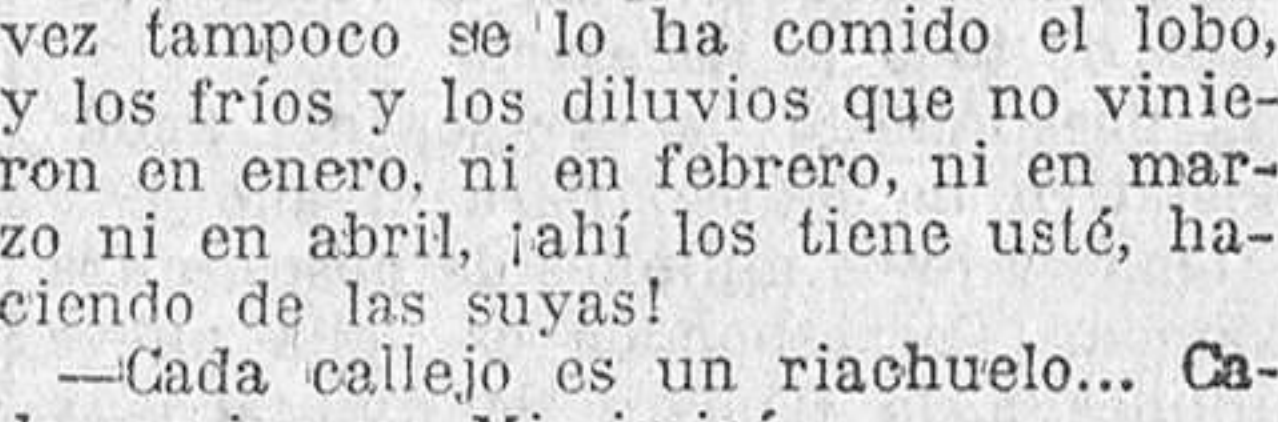 vez tampoco se lo ha comido el lobo,
y los fríos y los diluvios que no vinie-
ron en enero, ni en febrero, ni en mar-
zo ni en abril, ¡ahí los tiene usté, ha-
ciendo de las suyas!
—Cada callejo es un riachuelo... Ca-